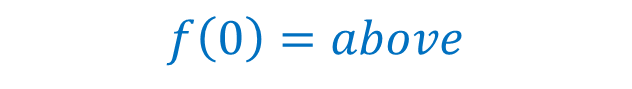 f(0) = above